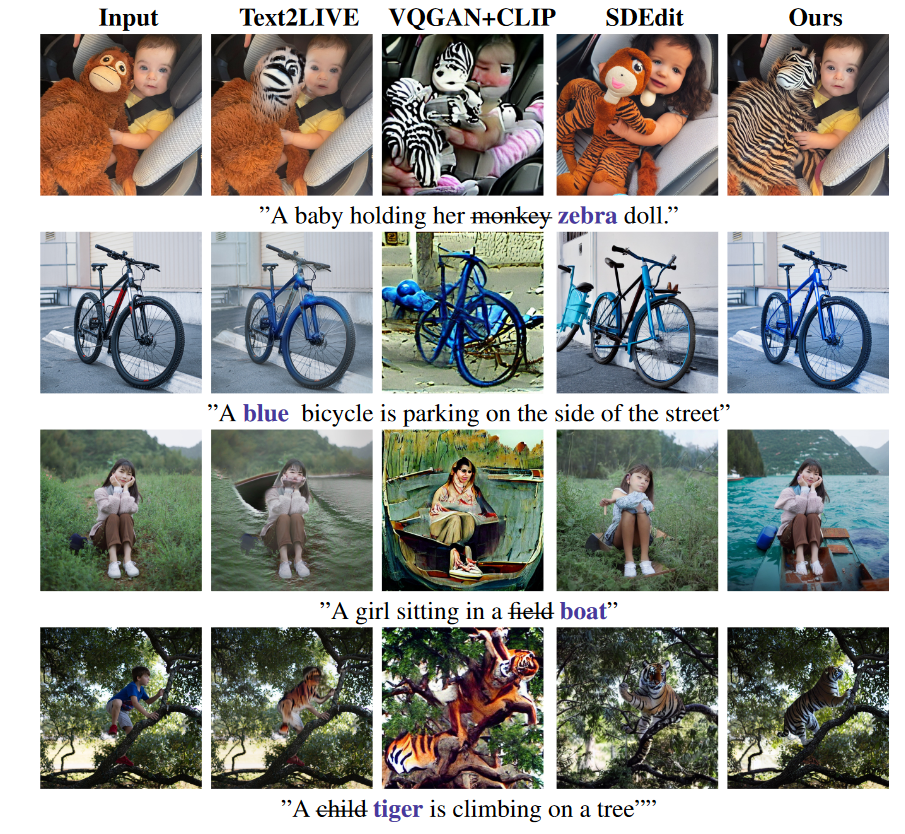 Input Text2LIVE VQGAN+CLIP SDEdit Ours
”A baby holding her monkey zebra doll.”
”A blue bicycle is parking on the side of the street”
”A girl sitting in a field boat”
”A child tiger is climbing on a tree””